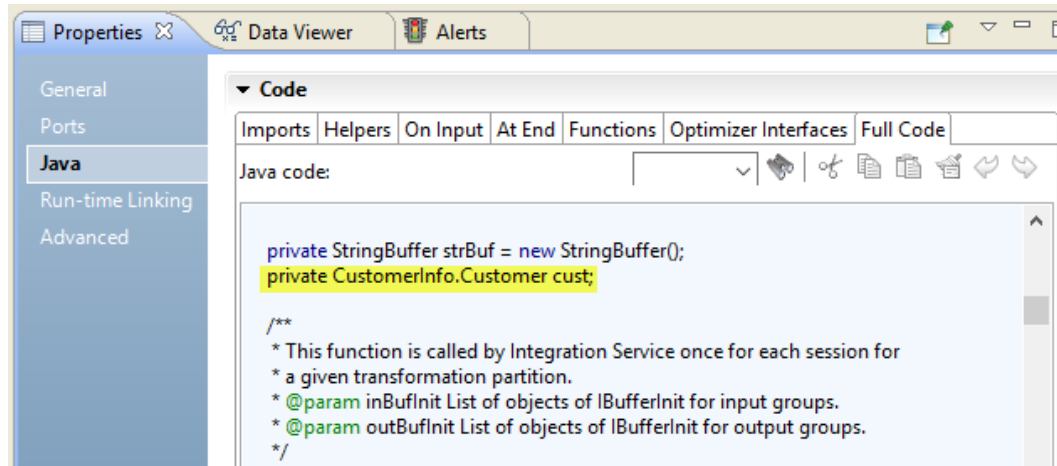 Properties Data Viewer Alerts
General
Ports
Java
Run-time Linking
Advanced
Code
Imports Helpers On Input At End Functions Optimizer Interfaces Full Code
Java code:
private StringBuffer strBuf = new StringBuffer();
private CustomerInfo.Customer cust;
/**
* This function is called by Integration Service once for each session for
* a given transformation partition.
* @param inBufInit List of objects of IBufferInit for input groups.
* @param outBufInit List of objects of IBufferInit for output groups.
*/